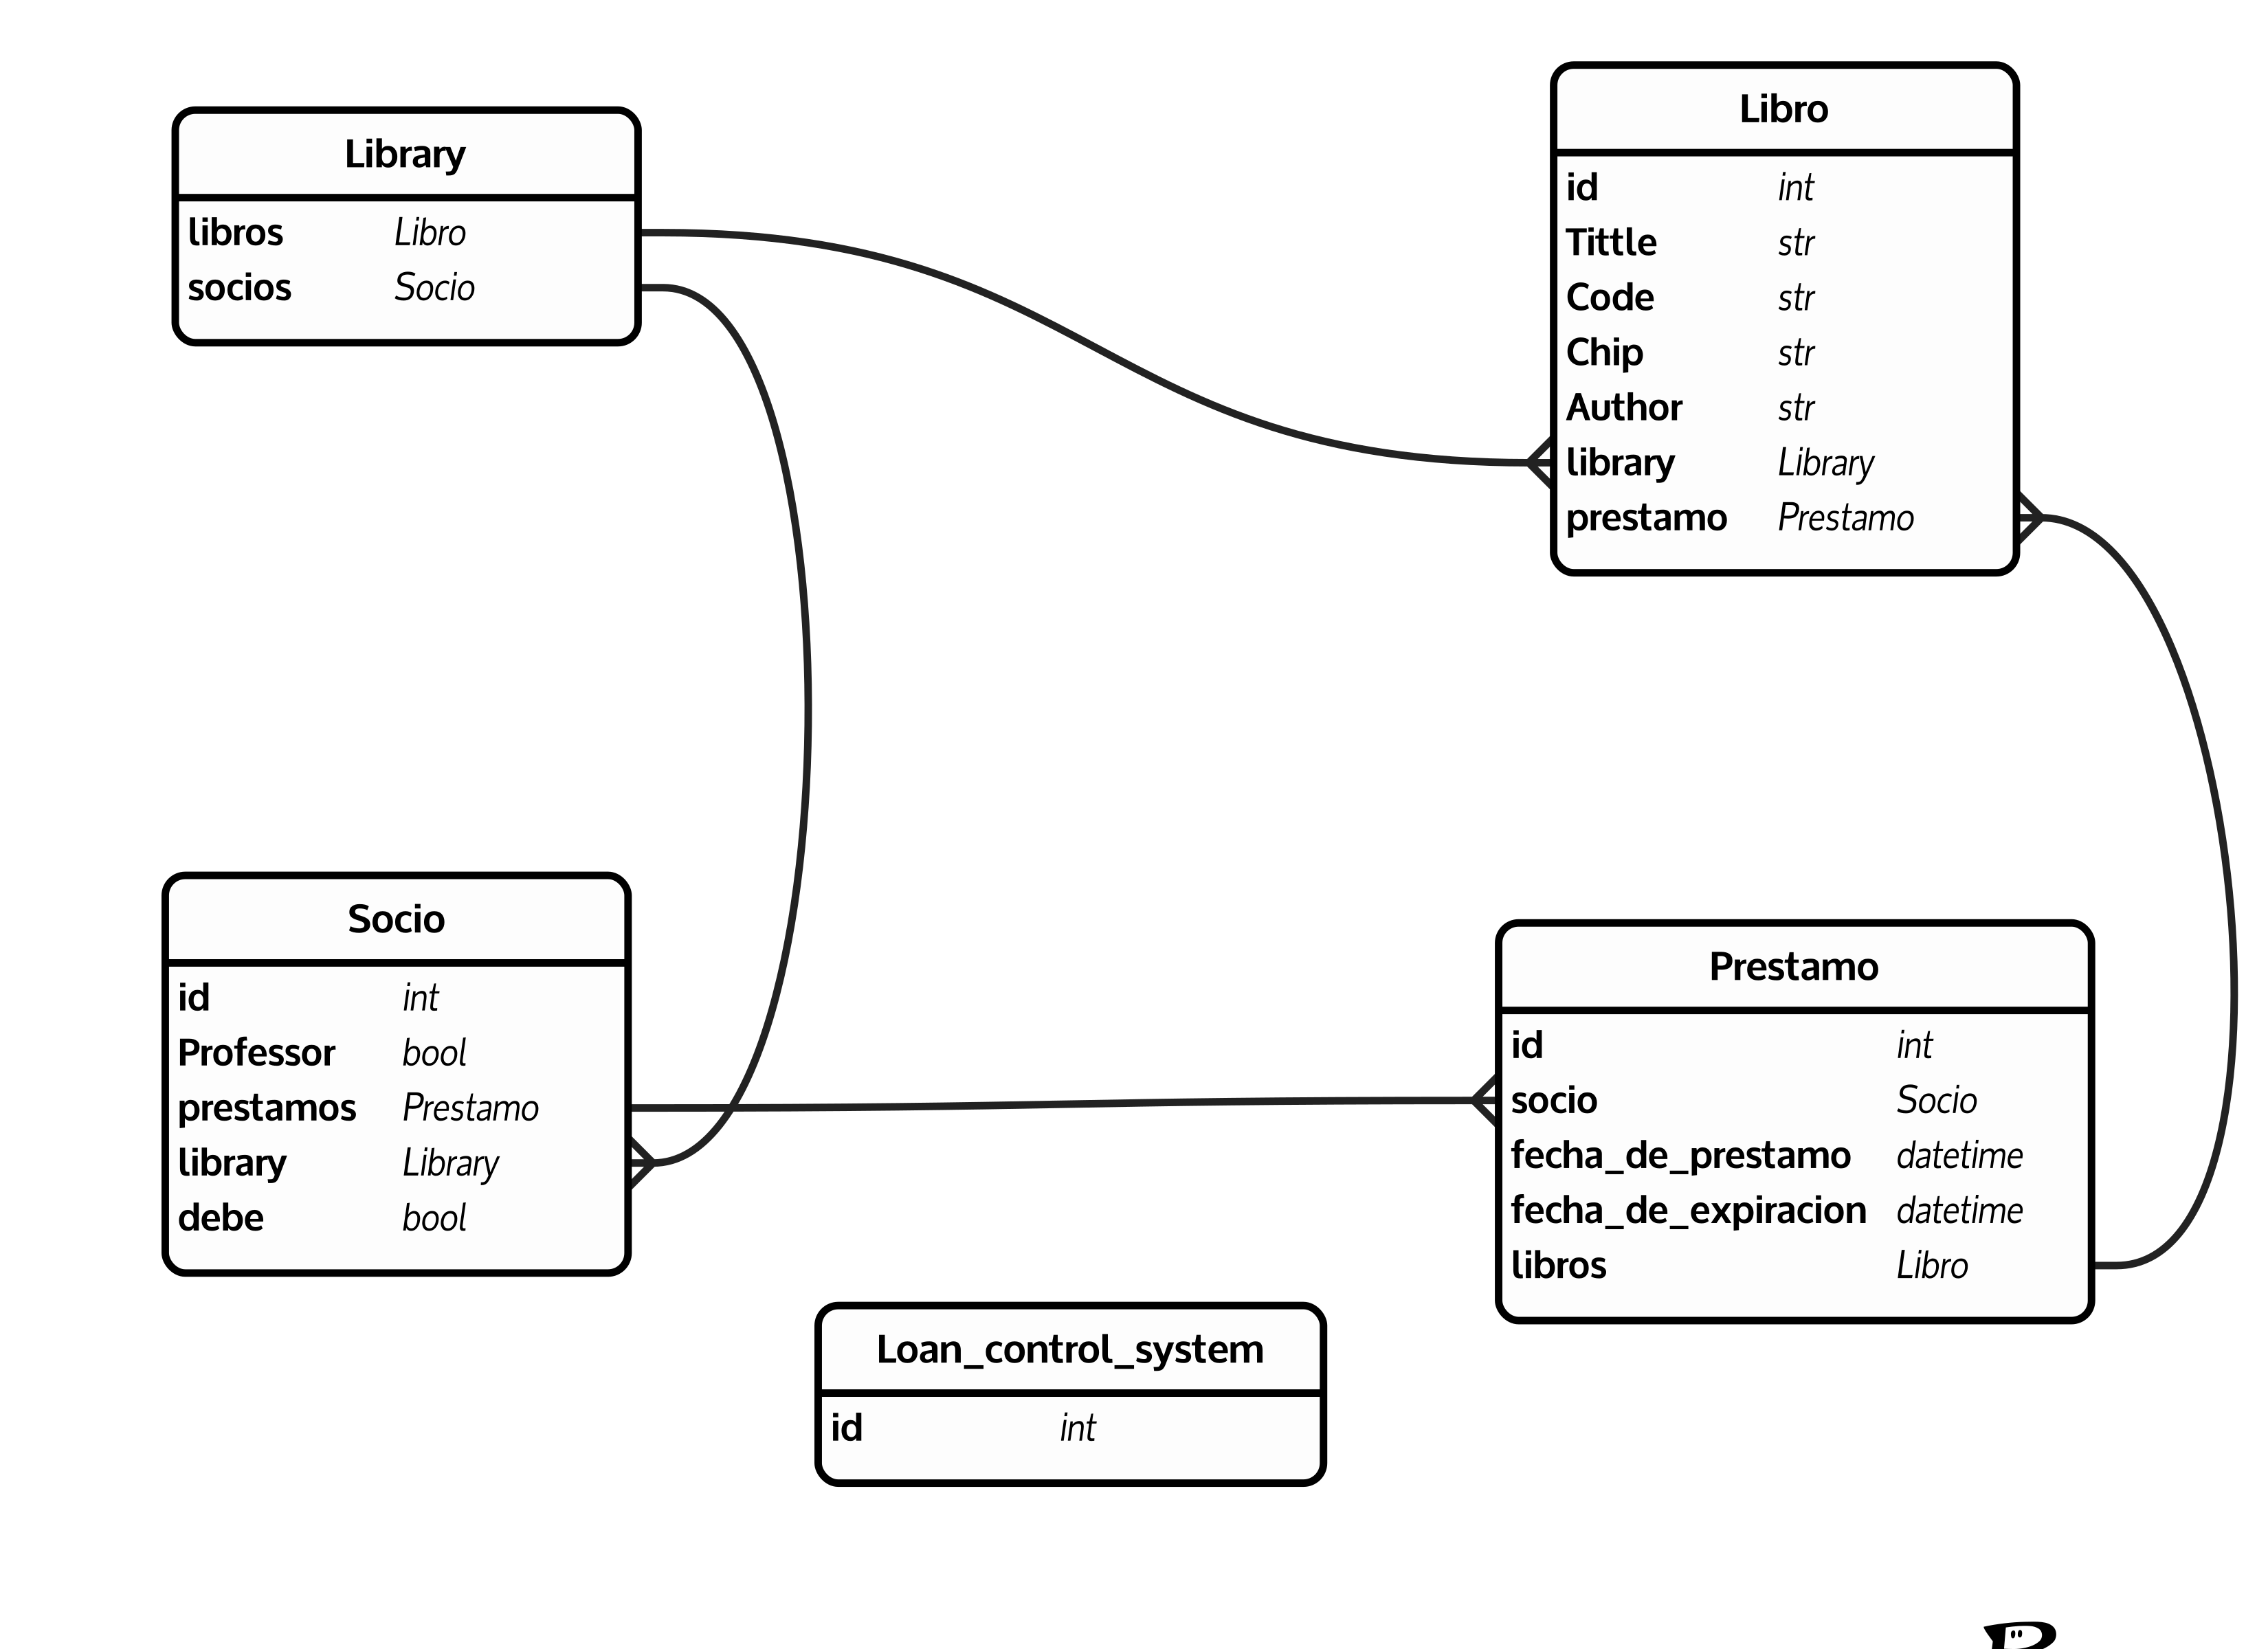 Library
libros Libro
socios Socio
Libro
id int
Tittle str
Code str
Chip str
Author str
library Library
prestamo Prestamo
Socio
id int
Professor bool
prestamos Prestamo
library Library
debe bool
Prestamo
id int
socio Socio
fecha_de_prestamo datetime
fecha_de_expiracion datetime
libros Libro
Loan_control_system
id int